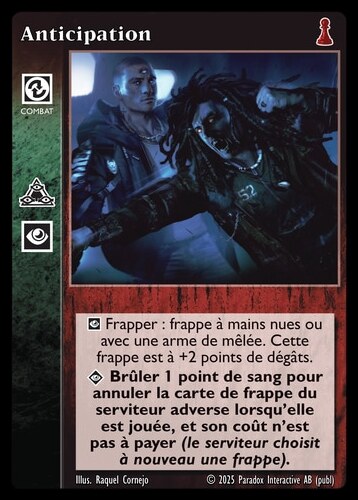 Anticipation
COMBAT
52
Frapper : frappe à mains nues ou
avec une arme de mêlée. Cette
frappe est à +2 points de dégâts.
Brûler 1 point de sang pour
annuler la carte de frappe du
serviteur adverse lorsqu'elle
est jouée, et son coût n'est
pas à payer (le serviteur choisit
à nouveau une frappe).
Illus. Raquel Cornejo © 2025 Paradox Interactive AB (publ)